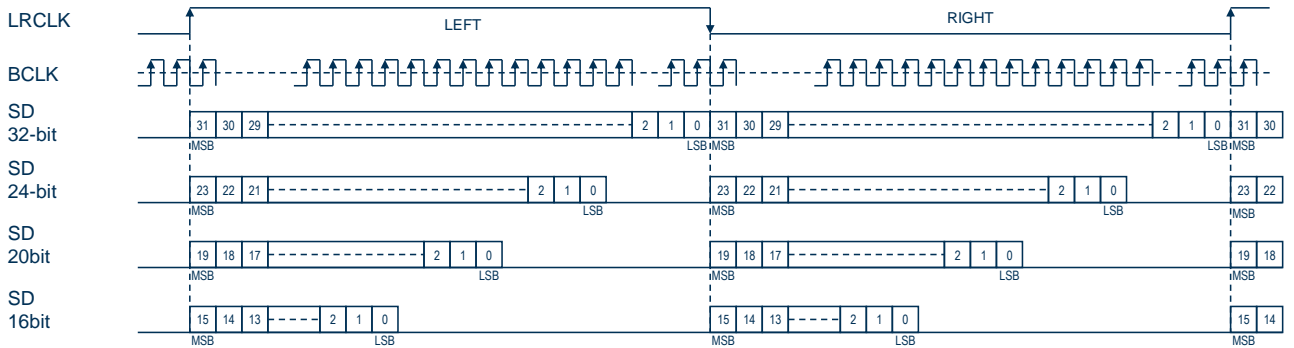 LRCLK LEFT RIGHT
BCLK
SD
32-bit
31 30 29 2 1 0 31 30 29 2 1 0 31 30
MSB LSB MSB LSB MSB
SD
24-bit
23 22 21 2 1 0 23 22 21 2 1 0 23 22
MSB LSB MSB LSB MSB
SD
20bit
19 18 17 2 1 0 19 18 17 2 1 0 19 18
MSB LSB MSB LSB MSB
SD
16bit
15 14 13 2 1 0 15 14 13 2 1 0 15 14
MSB LSB MSB LSB MSB